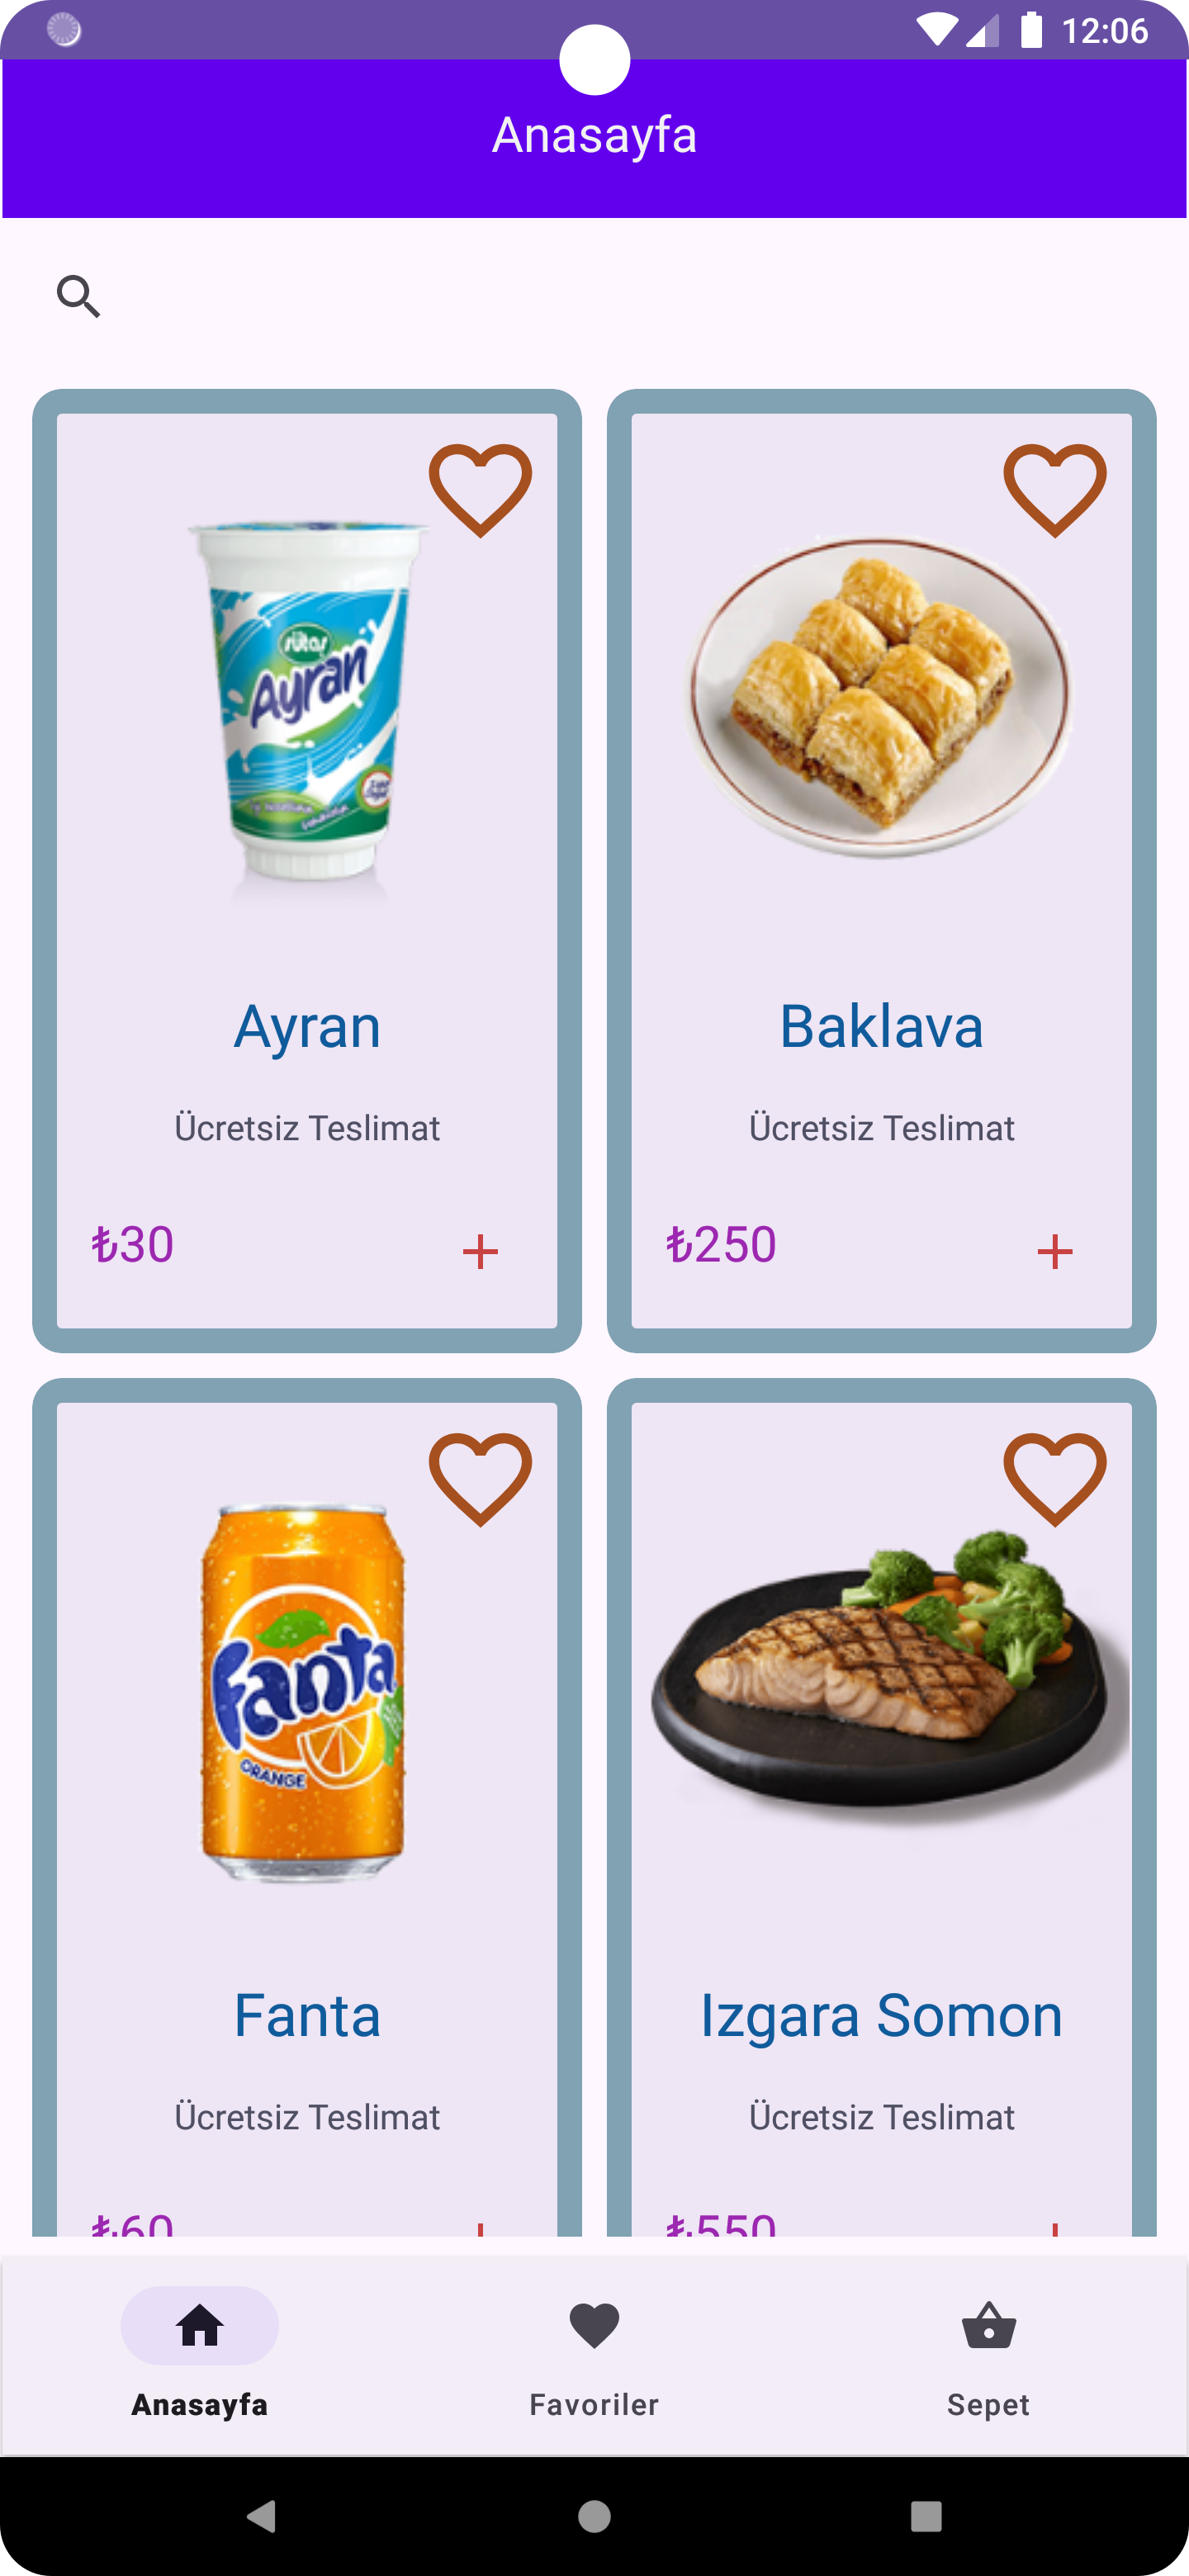 12:06
Anasayfa
sütaş
Ayran
Ayran
Baklava
Ücretsiz Teslimat
Ücretsiz Teslimat
₺30
+
₺250
+
Fanta
ORANGE
Fanta
Izgara Somon
Ücretsiz Teslimat
Ücretsiz Teslimat
₺60
₺550
Anasayfa
Favoriler
Sepet